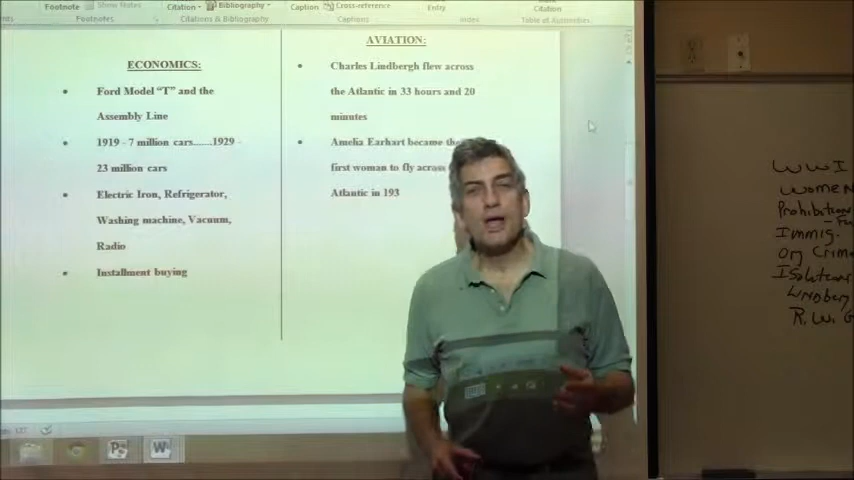 Footnote
Show Notes
Citation
Bibliography
Caption
Cross-reference
Entry
Citation
Footnotes
Citations & Bibliography
Captions
Index
Table of Authorities
ECONOMICS:
• Ford Model "T" and the
Assembly Line
• 1919 - 7 million cars.......1929 -
23 million cars
• Electric Iron, Refrigerator,
Washing machine, Vacuum,
Radio
• Installment buying
AVIATION:
• Charles Lindbergh flew across
the Atlantic in 33 hours and 20
minutes
• Amelia Earhart became the
first woman to fly across
Atlantic in 193
WWI
Women
Prohibition
Immig.
Org Crime
R.W.